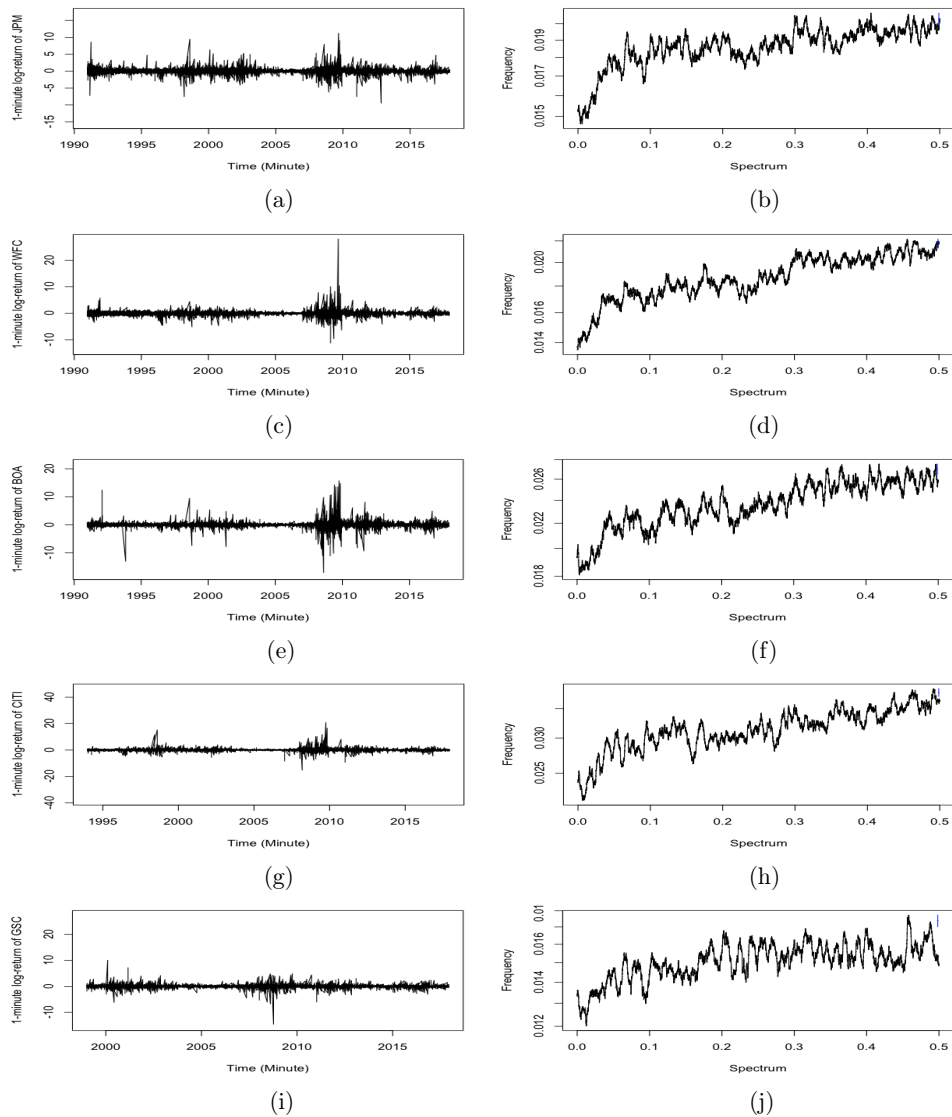 1-minute log-return of JPM
10
5
0
-5
-15
1990 1995 2000 2005 2010 2015
Time (Minute)
(a)
Frequency
0.019
0.017
0.015
0.0 0.1 0.2 0.3 0.4 0.5
Spectrum
(b)
1-minute log-return of WFC
20
10
0
-10
1990 1995 2000 2005 2010 2015
Time (Minute)
(c)
Frequency
0.020
0.016
0.014
0.0 0.1 0.2 0.3 0.4 0.5
Spectrum
(d)
1-minute log-return of BOA
20
10
0
-10
1990 1995 2000 2005 2010 2015
Time (Minute)
(e)
Frequency
0.026
0.022
0.018
0.0 0.1 0.2 0.3 0.4 0.5
Spectrum
(f)
1-minute log-return of CITI
40
20
0
-20
-40
1995 2000 2005 2010 2015
Time (Minute)
(g)
Frequency
0.030
0.025
0.0 0.1 0.2 0.3 0.4 0.5
Spectrum
(h)
1-minute log-return of GSC
20
10
0
-10
2000 2005 2010 2015
Time (Minute)
(i)
Frequency
0.01
0.016
0.014
0.012
0.0 0.1 0.2 0.3 0.4 0.5
Spectrum
(j)